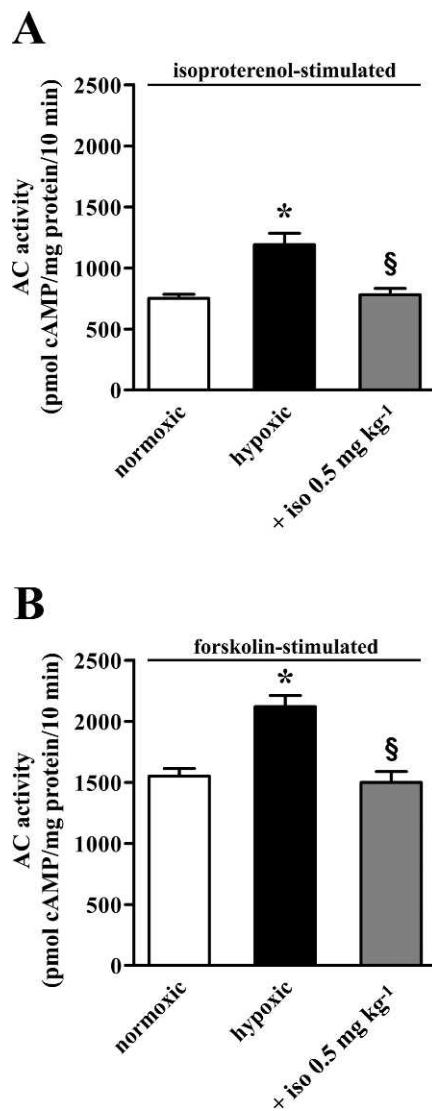 A
isoproterenol-stimulated
AC activity
(pmol cAMP/mg protein/10 min)
2500
2000
1500
1000
500
0
*
§
normoxic
hypoxic
+ iso 0.5 mg kg-1
B
forskolin-stimulated
AC activity
(pmol cAMP/mg protein/10 min)
2500
2000
1500
1000
500
0
*
§
normoxic
hypoxic
+ iso 0.5 mg kg-1